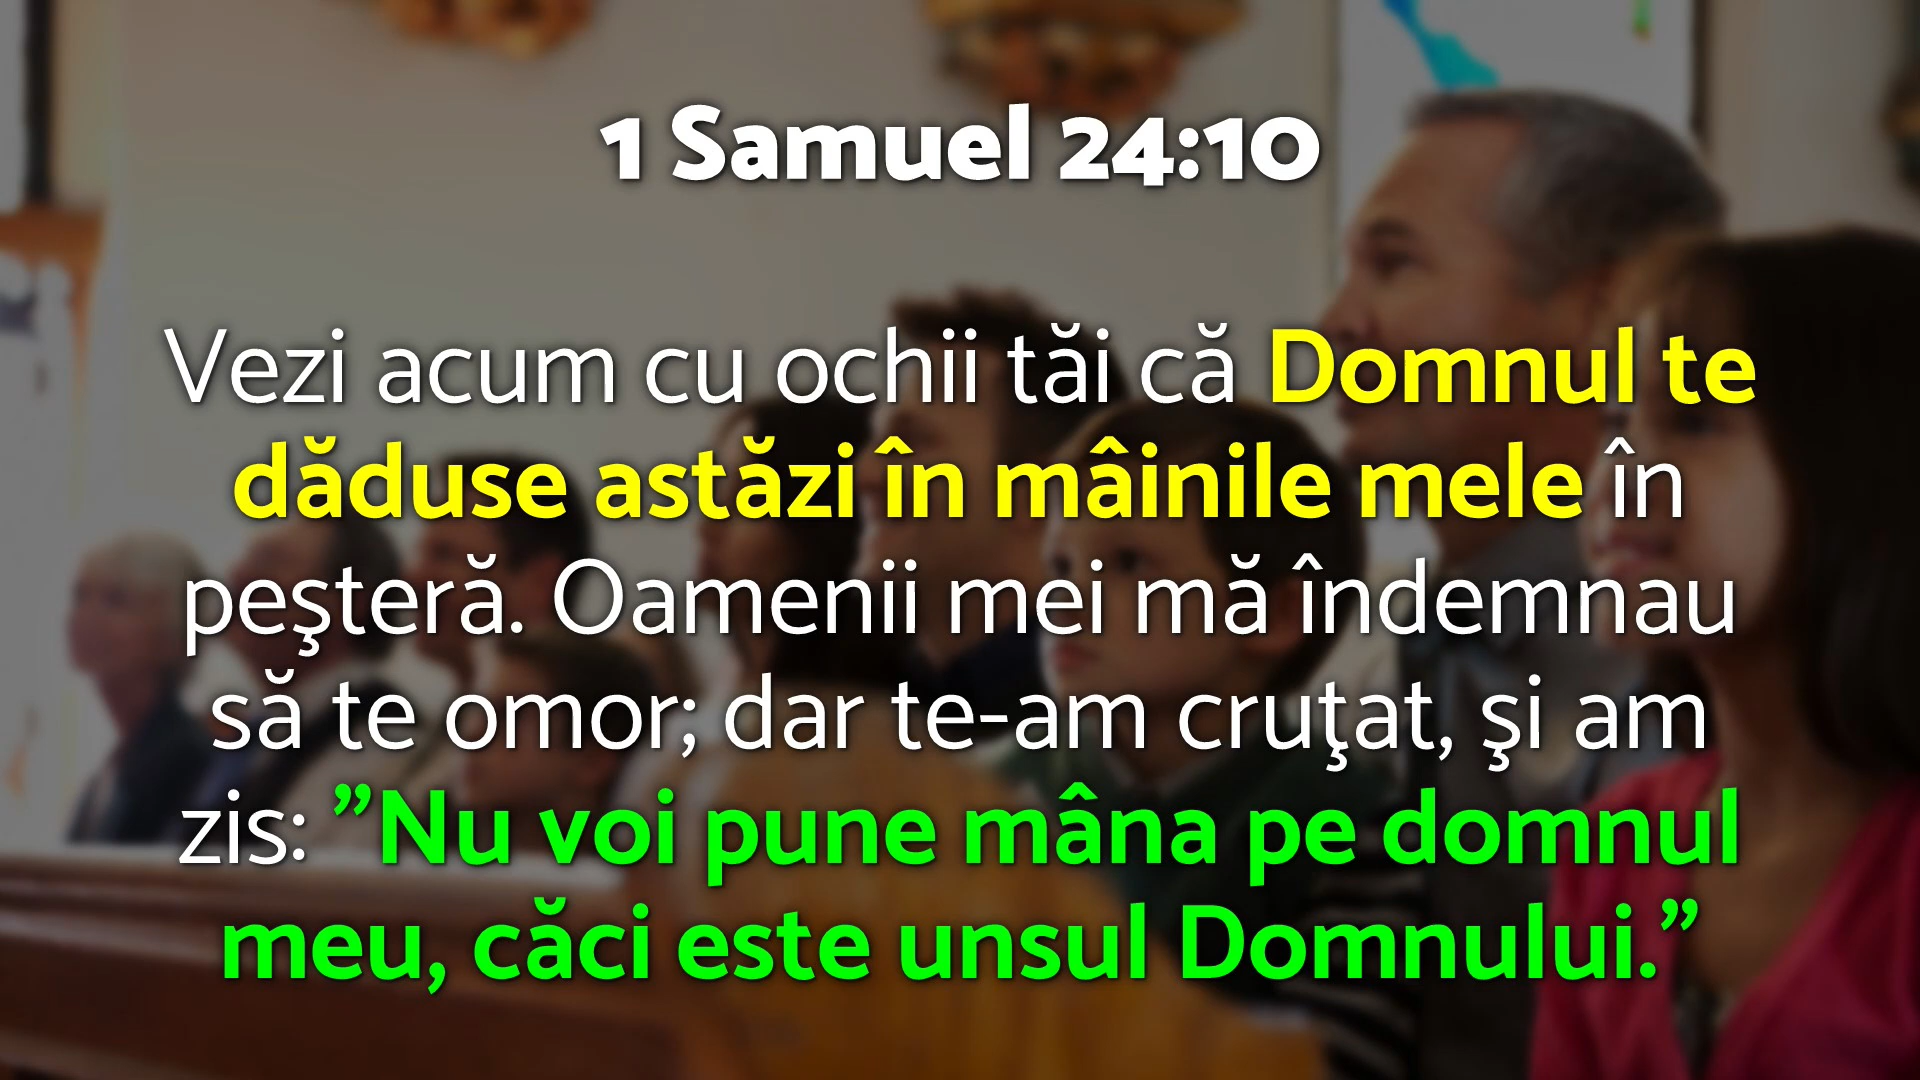 1 Samuel 24:10
Vezi acum cu ochii tăi că Domnul te
dăduse astăzi în mâinile mele în
peşteră. Oamenii mei mă îndemnau
să te omor; dar te-am cruţat, şi am
zis: ”Nu voi pune mâna pe domnul
meu, căci este unsul Domnului.”